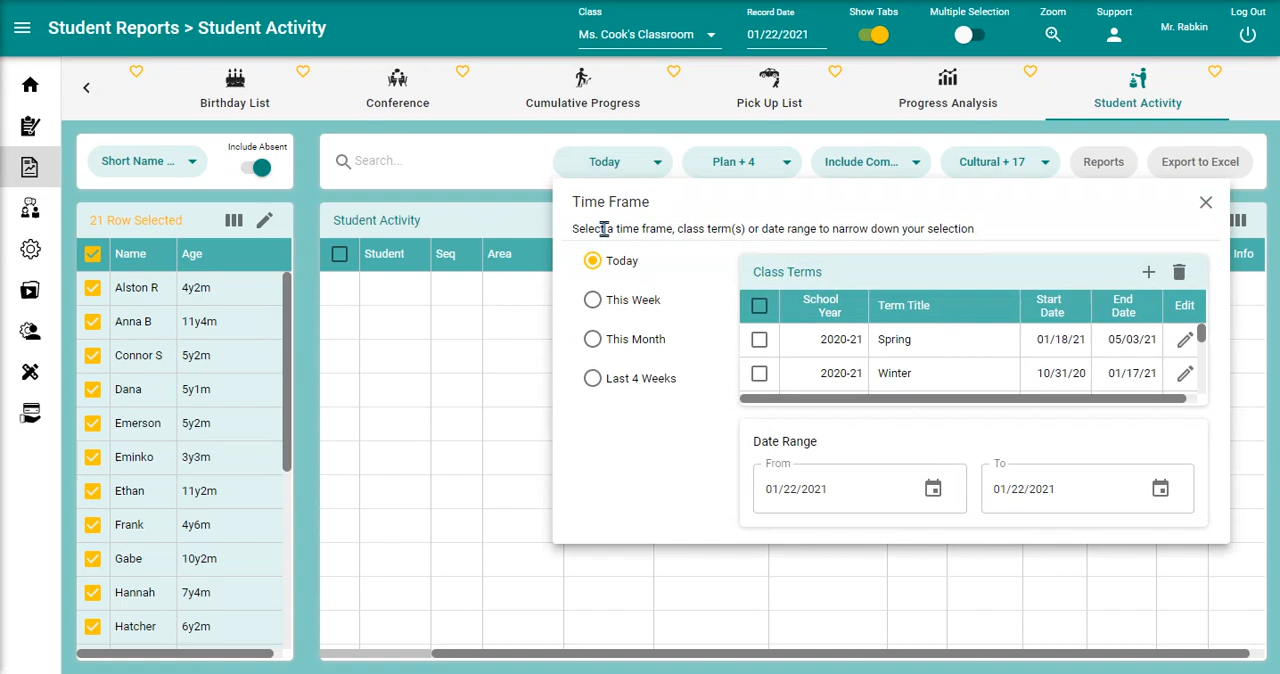 Student Reports > Student Activity
Class
Ms. Cook's Classroom
Record Date
01/22/2021
Show Tabs
Multiple Selection
Zoom
Support
Mr. Rabkin
Log Out
Birthday List
Conference
Cumulative Progress
Pick Up List
Progress Analysis
Student Activity
Short Name ...
Include Absent
Search...
Today
Plan + 4
Include Com...
Cultural + 17
Reports
Export to Excel
21 Row Selected
Name Age
Alston R 4y2m
Anna B 11y4m
Connor S 5y2m
Dana 5y1m
Emerson 5y2m
Eminko 3y3m
Ethan 11y2m
Frank 4y6m
Gabe 10y2m
Hannah 7y4m
Hatcher 6y2m
Student Activity
Student Seq Area Info
Time Frame
Select a time frame, class term(s) or date range to narrow down your selection
Today
This Week
This Month
Last 4 Weeks
Class Terms
School Year Term Title Start Date End Date Edit
2020-21 Spring 01/18/21 05/03/21
2020-21 Winter 10/31/20 01/17/21
Date Range
From
01/22/2021
To
01/22/2021